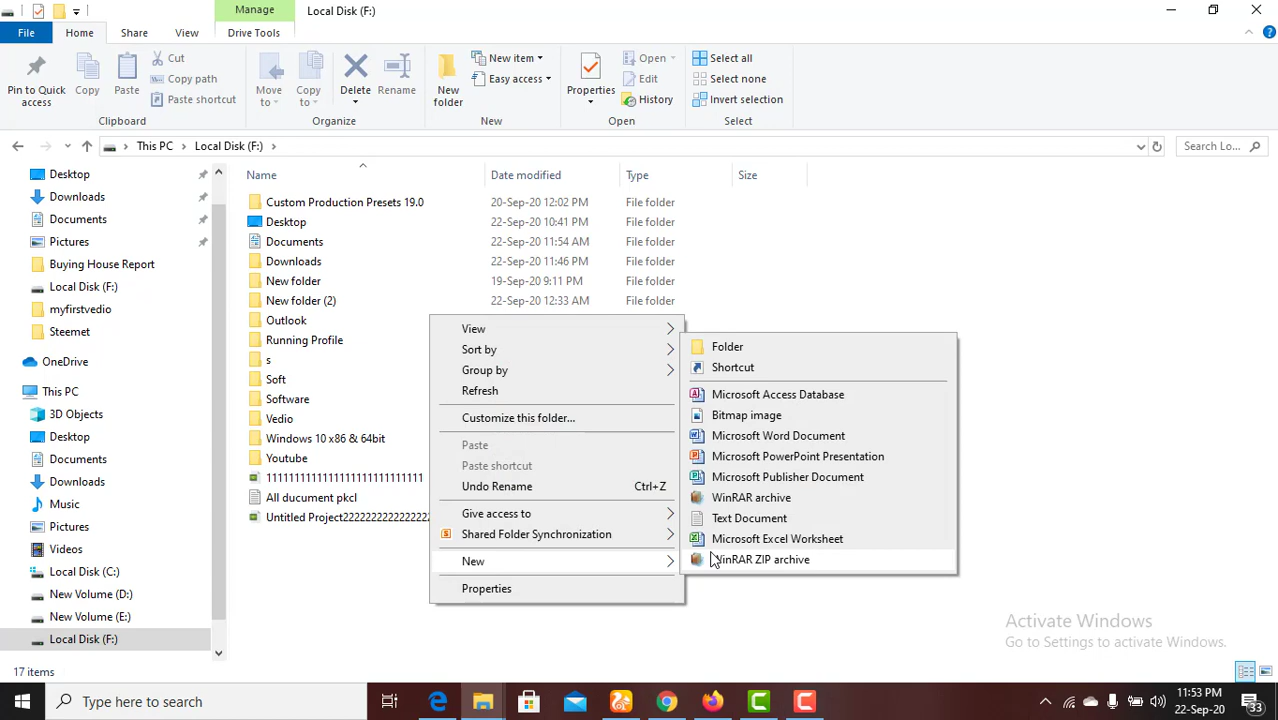 Manage
Local Disk (F:)
File
Home
Share
View
Drive Tools
Pin to Quick access
Copy
Paste
Cut
Copy path
Paste shortcut
Move to
Copy to
Delete
Rename
New folder
New item
Easy access
Properties
Open
Edit
History
Select all
Select none
Invert selection
Clipboard
Organize
New
Open
Select
This PC
Local Disk (F:)
Search Lo...
Name
Date modified
Type
Size
Desktop
Downloads
Documents
Pictures
Buying House Report
Local Disk (F:)
myfirstvedio
Steemet
OneDrive
This PC
3D Objects
Desktop
Documents
Downloads
Music
Pictures
Videos
Local Disk (C:)
New Volume (D:)
New Volume (E:)
Local Disk (F:)
Custom Production Presets 19.0 20-Sep-20 12:02 PM File folder
Desktop 22-Sep-20 10:41 PM File folder
Documents 22-Sep-20 11:54 AM File folder
Downloads 22-Sep-20 11:46 PM File folder
New folder 19-Sep-20 9:11 PM File folder
New folder (2) 22-Sep-20 12:33 AM File folder
Outlook
Running Profile
s
Soft
Software
Vedio
Windows 10 x86 & 64bit
Youtube
All ducument pkcl
View
Sort by
Group by
Refresh
Customize this folder...
Paste
Paste shortcut
Undo Rename Ctrl+Z
Give access to
Shared Folder Synchronization
New
Properties
Folder
Shortcut
Microsoft Access Database
Bitmap image
Microsoft Word Document
Microsoft PowerPoint Presentation
Microsoft Publisher Document
WinRAR archive
Text Document
Microsoft Excel Worksheet
WinRAR ZIP archive
Activate Windows
Go to Settings to activate Windows.
17 items
Type here to search
11:53 PM
22-Sep-20
33